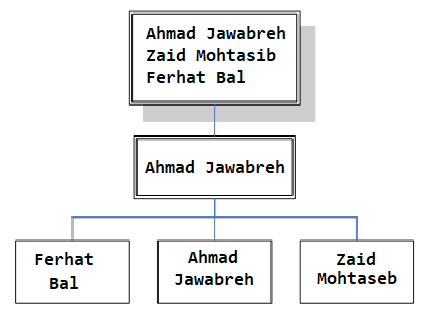 Ahmad Jawabreh
Zaid Mohtasib
Ferhat Bal
Ahmad Jawabreh
Ferhat
Bal
Ahmad
Jawabreh
Zaid
Mohtaseb